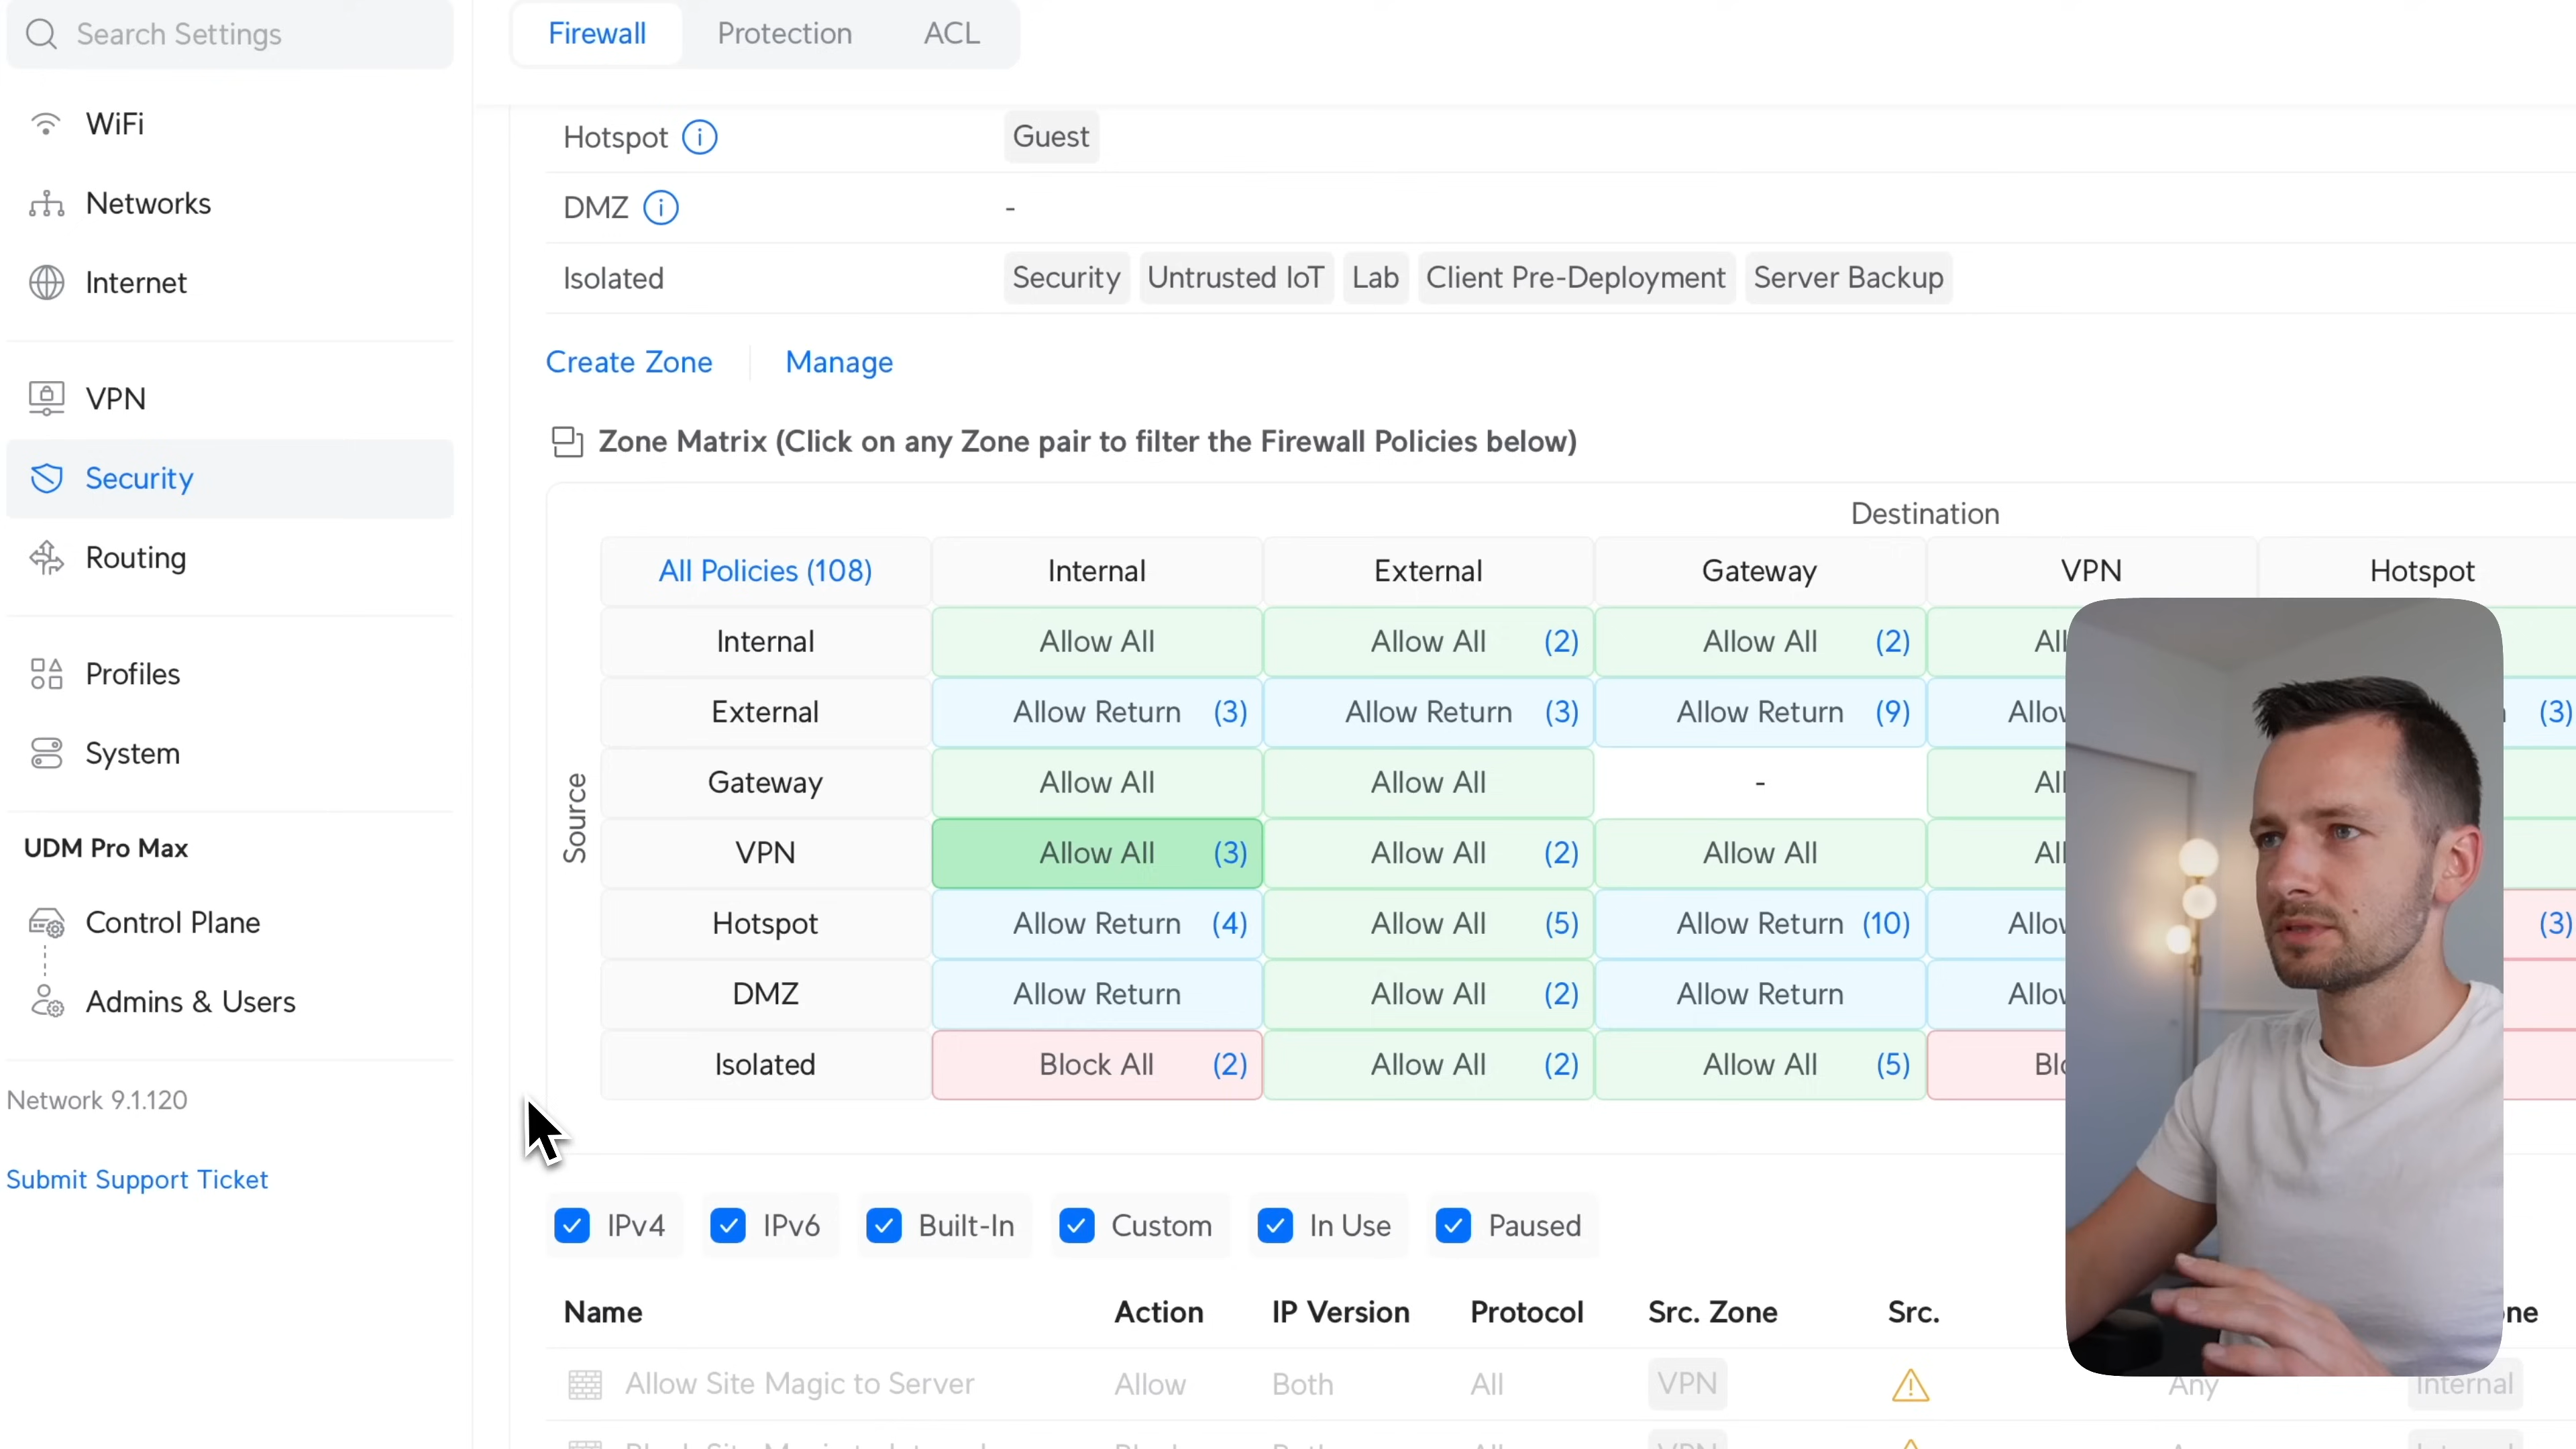 Search Settings
Firewall Protection ACL
WiFi
Networks
Internet
VPN
Security
Routing
Profiles
System
UDM Pro Max
Control Plane
Admins & Users
Network 9.1.120
Submit Support Ticket
Hotspot Guest
DMZ -
Isolated Security Untrusted IoT Lab Client Pre-Deployment Server Backup
Create Zone Manage
Zone Matrix (Click on any Zone pair to filter the Firewall Policies below)
Destination
Source
All Policies (108) Internal External Gateway VPN Hotspot
Internal Allow All Allow All (2) Allow All (2) All
External Allow Return (3) Allow Return (3) Allow Return (9) Allow (3)
Gateway Allow All Allow All - All
VPN Allow All (3) Allow All (2) Allow All All
Hotspot Allow Return (4) Allow All (5) Allow Return (10) Allow (3)
DMZ Allow Return Allow All (2) Allow Return Allow
Isolated Block All (2) Allow All (2) Allow All (5)
IPv4 IPv6 Built-In Custom In Use Paused
Name Action IP Version Protocol Src. Zone Src.
Allow Site Magic to Server Allow Both All VPN Any Internal